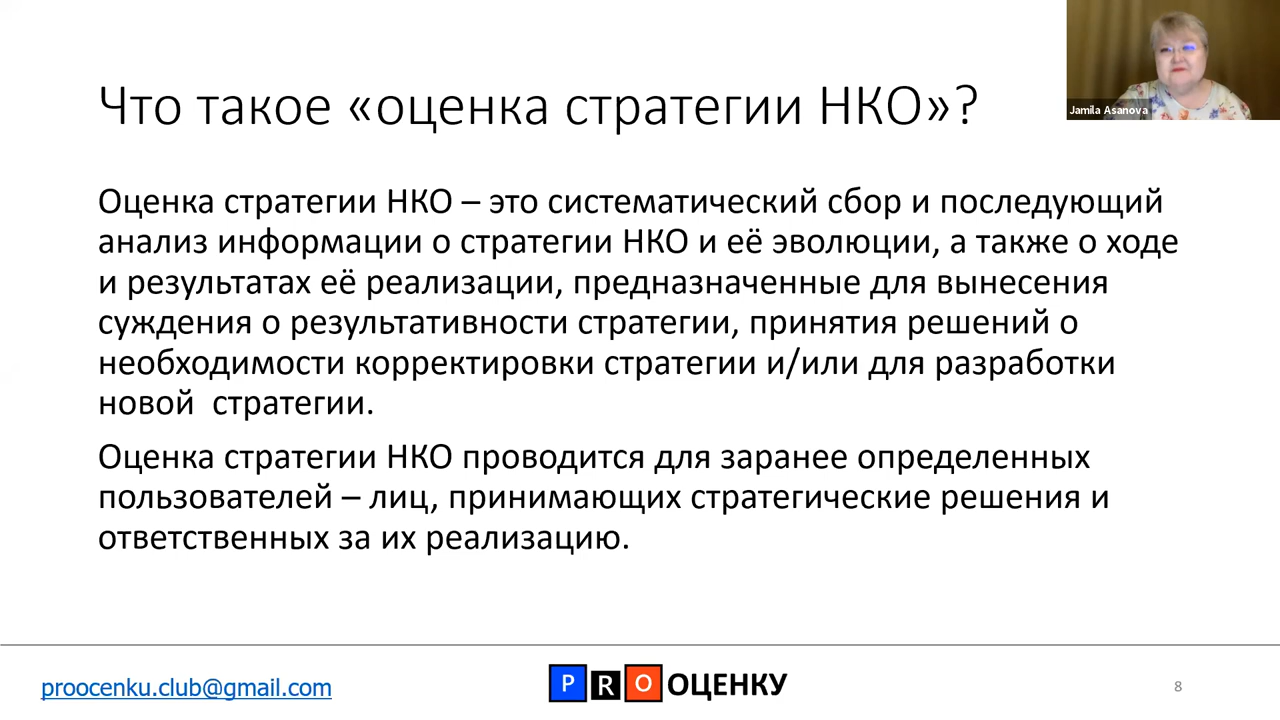 Что такое «оценка стратегии НКО»?
Jamila Asanova
Оценка стратегии НКО – это систематический сбор и последующий
анализ информации о стратегии НКО и её эволюции, а также о ходе
и результатах её реализации, предназначенные для вынесения
суждения о результативности стратегии, принятия решений о
необходимости корректировки стратегии и/или для разработки
новой  стратегии.
Оценка стратегии НКО проводится для заранее определенных
пользователей – лиц, принимающих стратегические решения и
ответственных за их реализацию.
proocenku.club@gmail.com
PRO ОЦЕНКУ
8